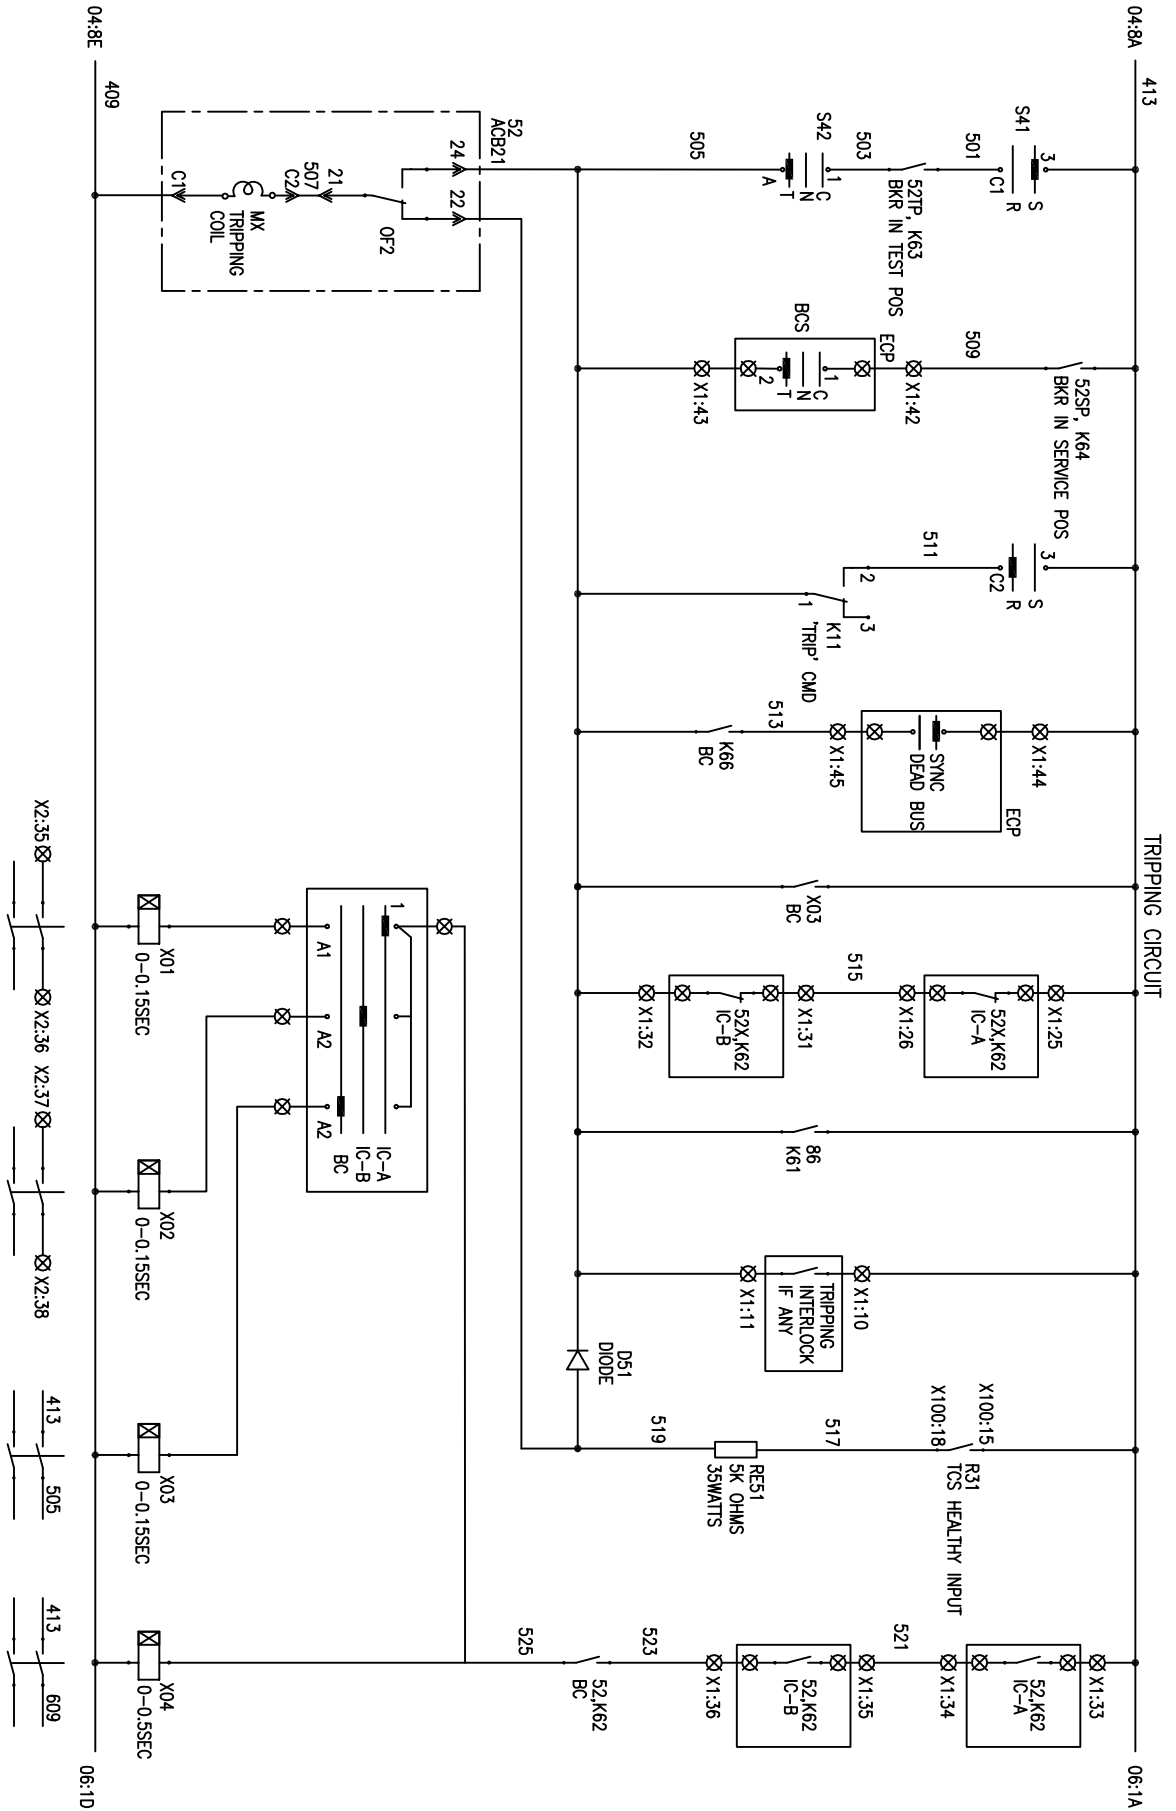 TRIPPING CIRCUIT
04:8A
413
06:1A
S41
3
S
R
C1
501
52TP, K63
BKR IN TEST POS
503
S42
1
C
N
T
A
505
52SP, K64
BKR IN SERVICE POS
509
X1:42
ECP
BCS
1
C
N
T
2
X1:43
3
S
R
C2
511
2
3
K11
'TRIP' CMD
1
X1:44
ECP
SYNC
DEAD BUS
X1:45
513
K66
BC
X03
BC
X1:25
52X,K62
IC-A
X1:26
515
X1:31
52X,K62
IC-B
X1:32
86
K61
X1:10
TRIPPING
INTERLOCK
IF ANY
X1:11
D51
DIODE
X100:15
R31
TCS HEALTHY INPUT
X100:18
517
RE51
5K OHMS
35WATTS
519
X1:33
52,K62
IC-A
X1:34
521
X1:35
52,K62
IC-B
X1:36
523
52,K62
BC
525
52
ACB21
24
22
OF2
21
507
C2
MX
TRIPPING
COIL
C1
1
IC-A
IC-B
BC
A1
A2
A2
X01
0-0.15SEC
X02
0-0.15SEC
X03
0-0.15SEC
X04
0-0.5SEC
04:8E
409
06:1D
X2:35
X2:36
X2:37
X2:38
413
505
413
609